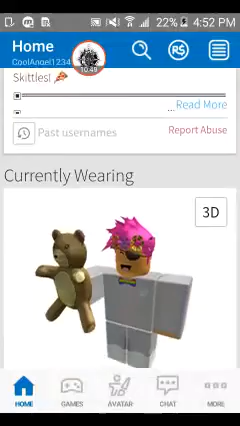 22% 4:52 PM
Home
CoolAngel1234
10:49
Skittles! 🍕
... Read More
Past usernames
Report Abuse
Currently Wearing
3D
HOME
GAMES
AVATAR
CHAT
MORE